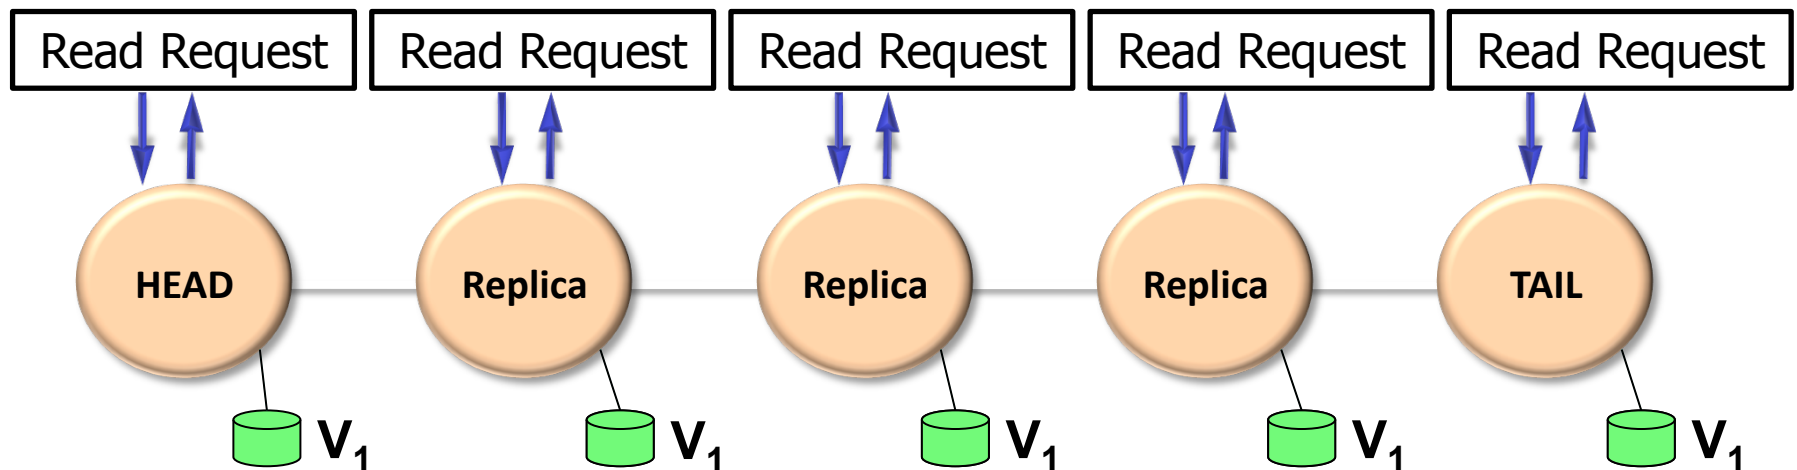 Read Request
Read Request
Read Request
Read Request
Read Request
HEAD
Replica
Replica
Replica
TAIL
V1
V1
V1
V1
V1